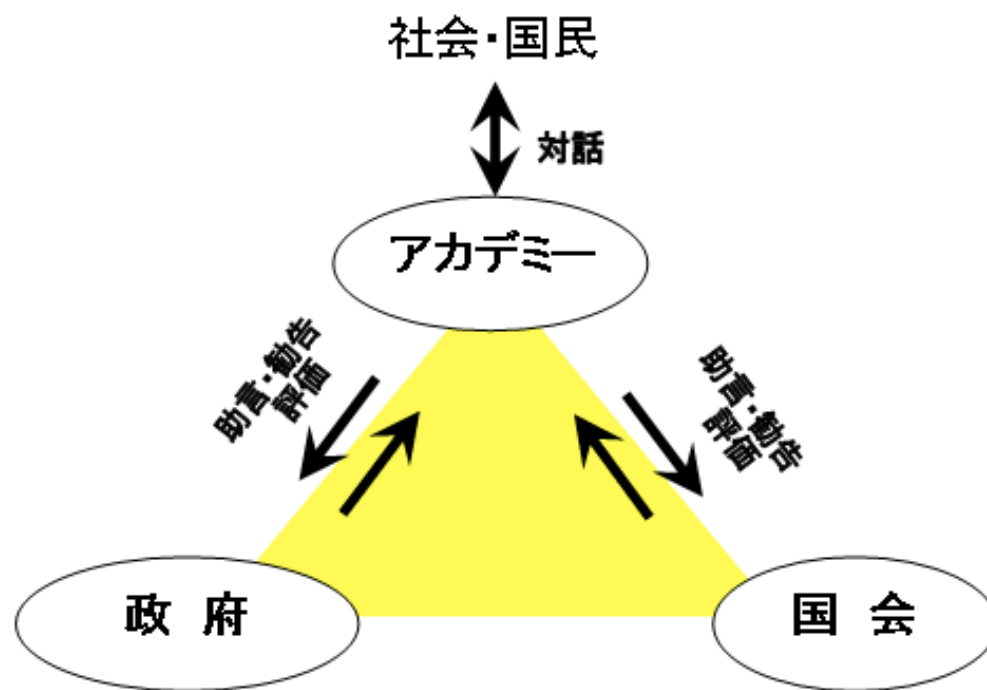 社会・国民
対話
アカデミー
助言・勧告
評価
助言・勧告
評価
政 府
国 会